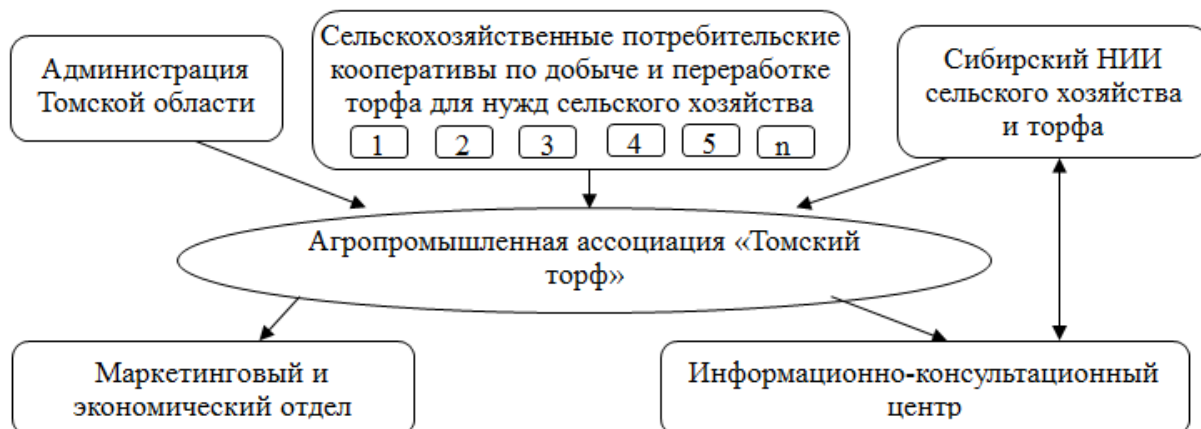 Администрация
Томской области
Сельскохозяйственные потребительские
кооперативы по добыче и переработке
торфа для нужд сельского хозяйства
1 2 3 4 5 n
Сибирский НИИ
сельского хозяйства
и торфа
Агропромышленная ассоциация «Томский
торф»
Маркетинговый и
экономический отдел
Информационно-консультационный
центр